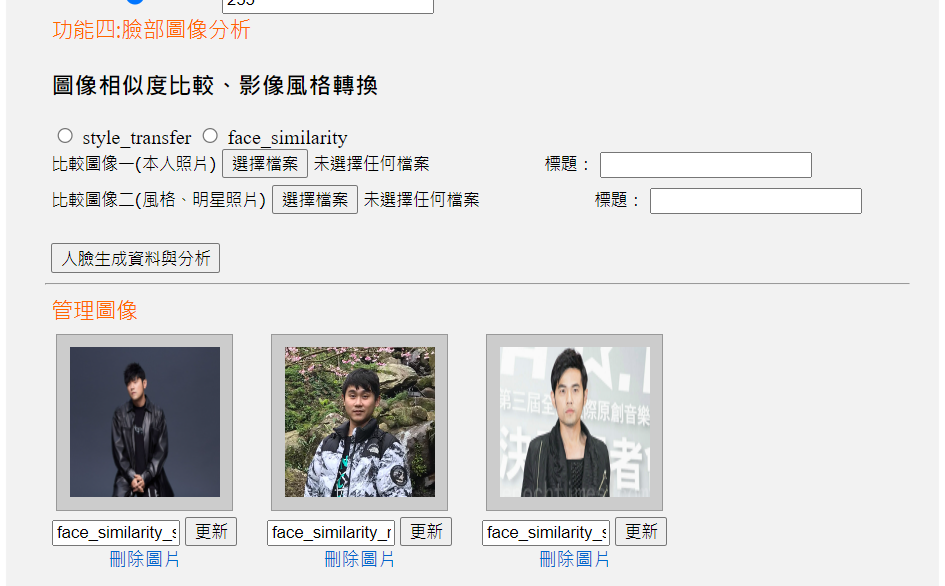 255
功能四:臉部圖像分析
圖像相似度比較、影像風格轉換
style_transfer face_similarity
比較圖像一(本人照片) 選擇檔案 未選擇任何檔案 標題：
比較圖像二(風格、明星照片) 選擇檔案 未選擇任何檔案 標題：
人臉生成資料與分析
管理圖像
第三屆全 際原創音樂
決 者
face_similarity_s 更新 face_similarity_r 更新 face_similarity_s 更新
刪除圖片 刪除圖片 刪除圖片